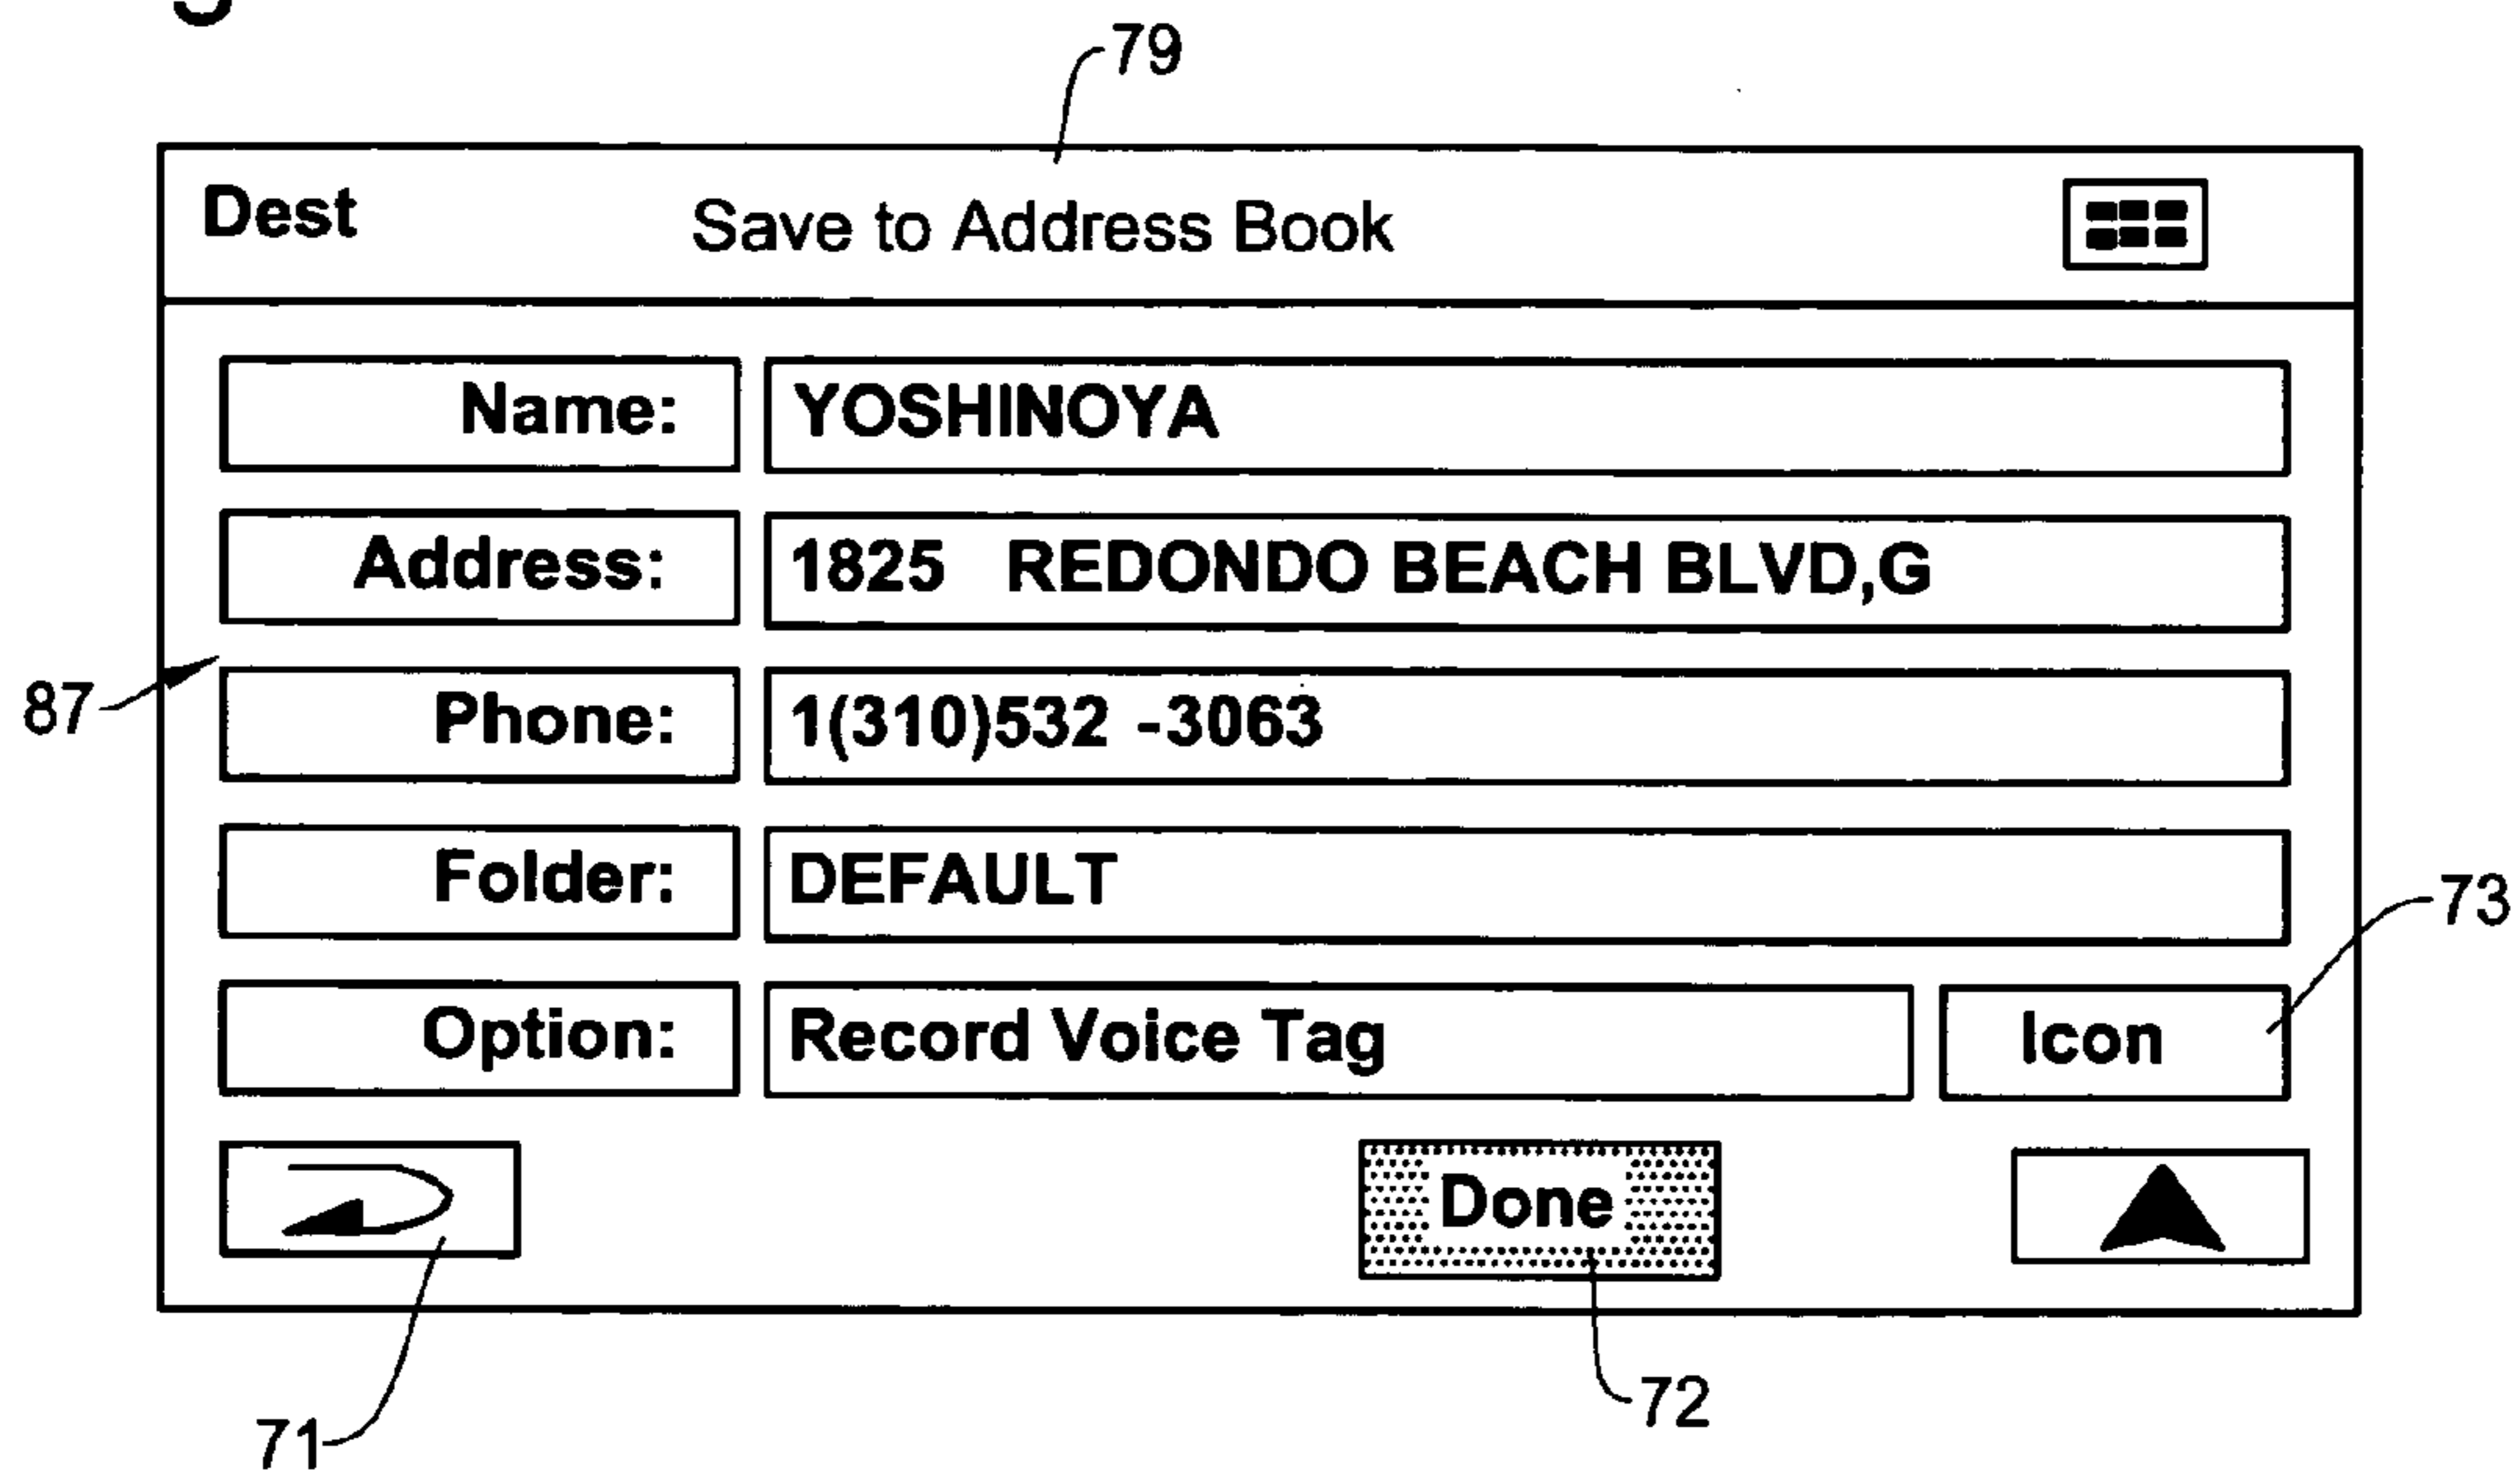 79
Dest Save to Address Book
Name: YOSHINOYA
Address: 1825 REDONDO BEACH BLVD,G
87
Phone: 1(310)532 -3063
Folder: DEFAULT
73
Option: Record Voice Tag Icon
Done
72
71